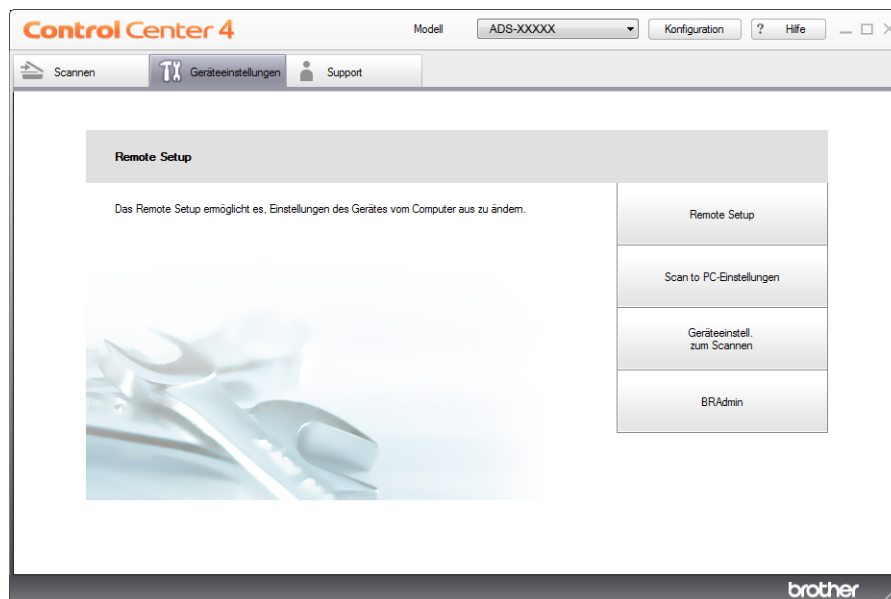 Control Center 4
Modell ADS-XXXXX Konfiguration ? Hilfe
Scannen Geräteeinstellungen Support
Remote Setup
Das Remote Setup ermöglicht es, Einstellungen des Gerätes vom Computer aus zu ändern.
Remote Setup
Scan to PC-Einstellungen
Geräteeinstell.
zum Scannen
BRAdmin
brother